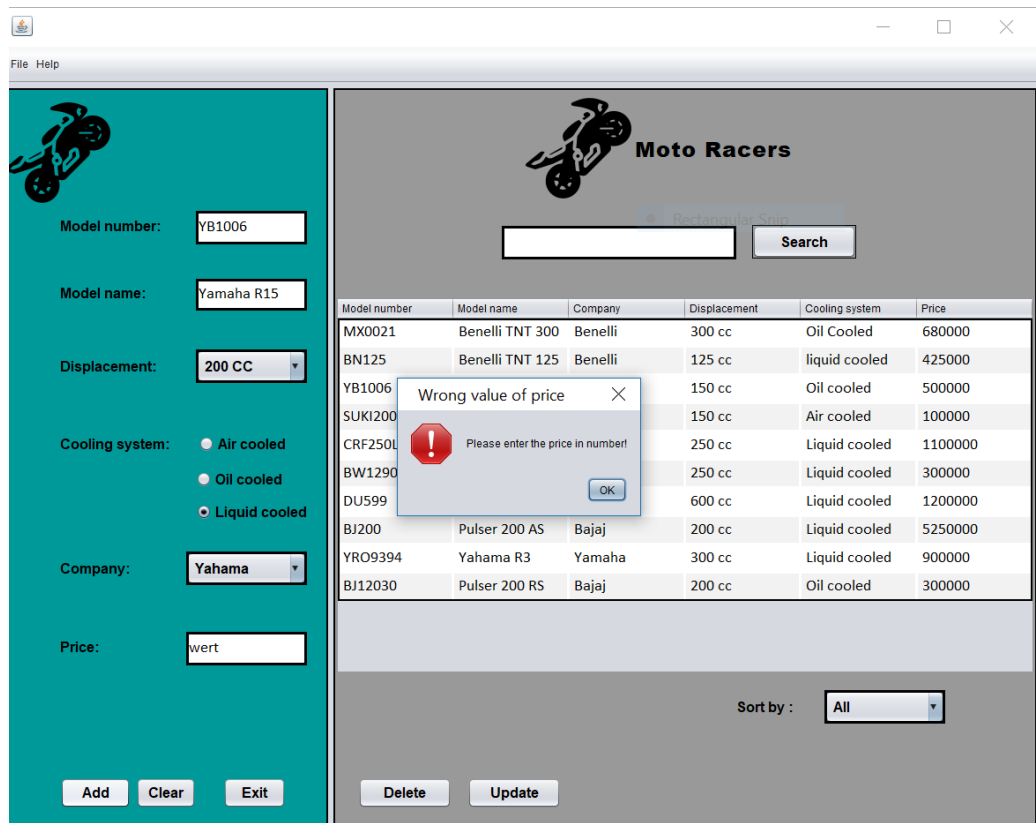 File Help
Moto Racers
Rectangular Snip
Model number: YB1006
Search
Model name: Yamaha R15
Displacement: 200 CC
Cooling system: Air cooled
Oil cooled
Liquid cooled
Company: Yahama
Price: wert
Add Clear Exit
Model number Model name Company Displacement Cooling system Price
MX0021 Benelli TNT 300 Benelli 300 cc Oil Cooled 680000
BN125 Benelli TNT 125 Benelli 125 cc liquid cooled 425000
YB1006 150 cc Oil cooled 500000
SUKI200 150 cc Air cooled 100000
CRF250L 250 cc Liquid cooled 1100000
BW1290 250 cc Liquid cooled 300000
DU599 600 cc Liquid cooled 1200000
BJ200 Pulser 200 AS Bajaj 200 cc Liquid cooled 5250000
YRO9394 Yahama R3 Yamaha 300 cc Liquid cooled 900000
BJ12030 Pulser 200 RS Bajaj 200 cc Oil cooled 300000
Wrong value of price
Please enter the price in number!
OK
Sort by : All
Delete Update